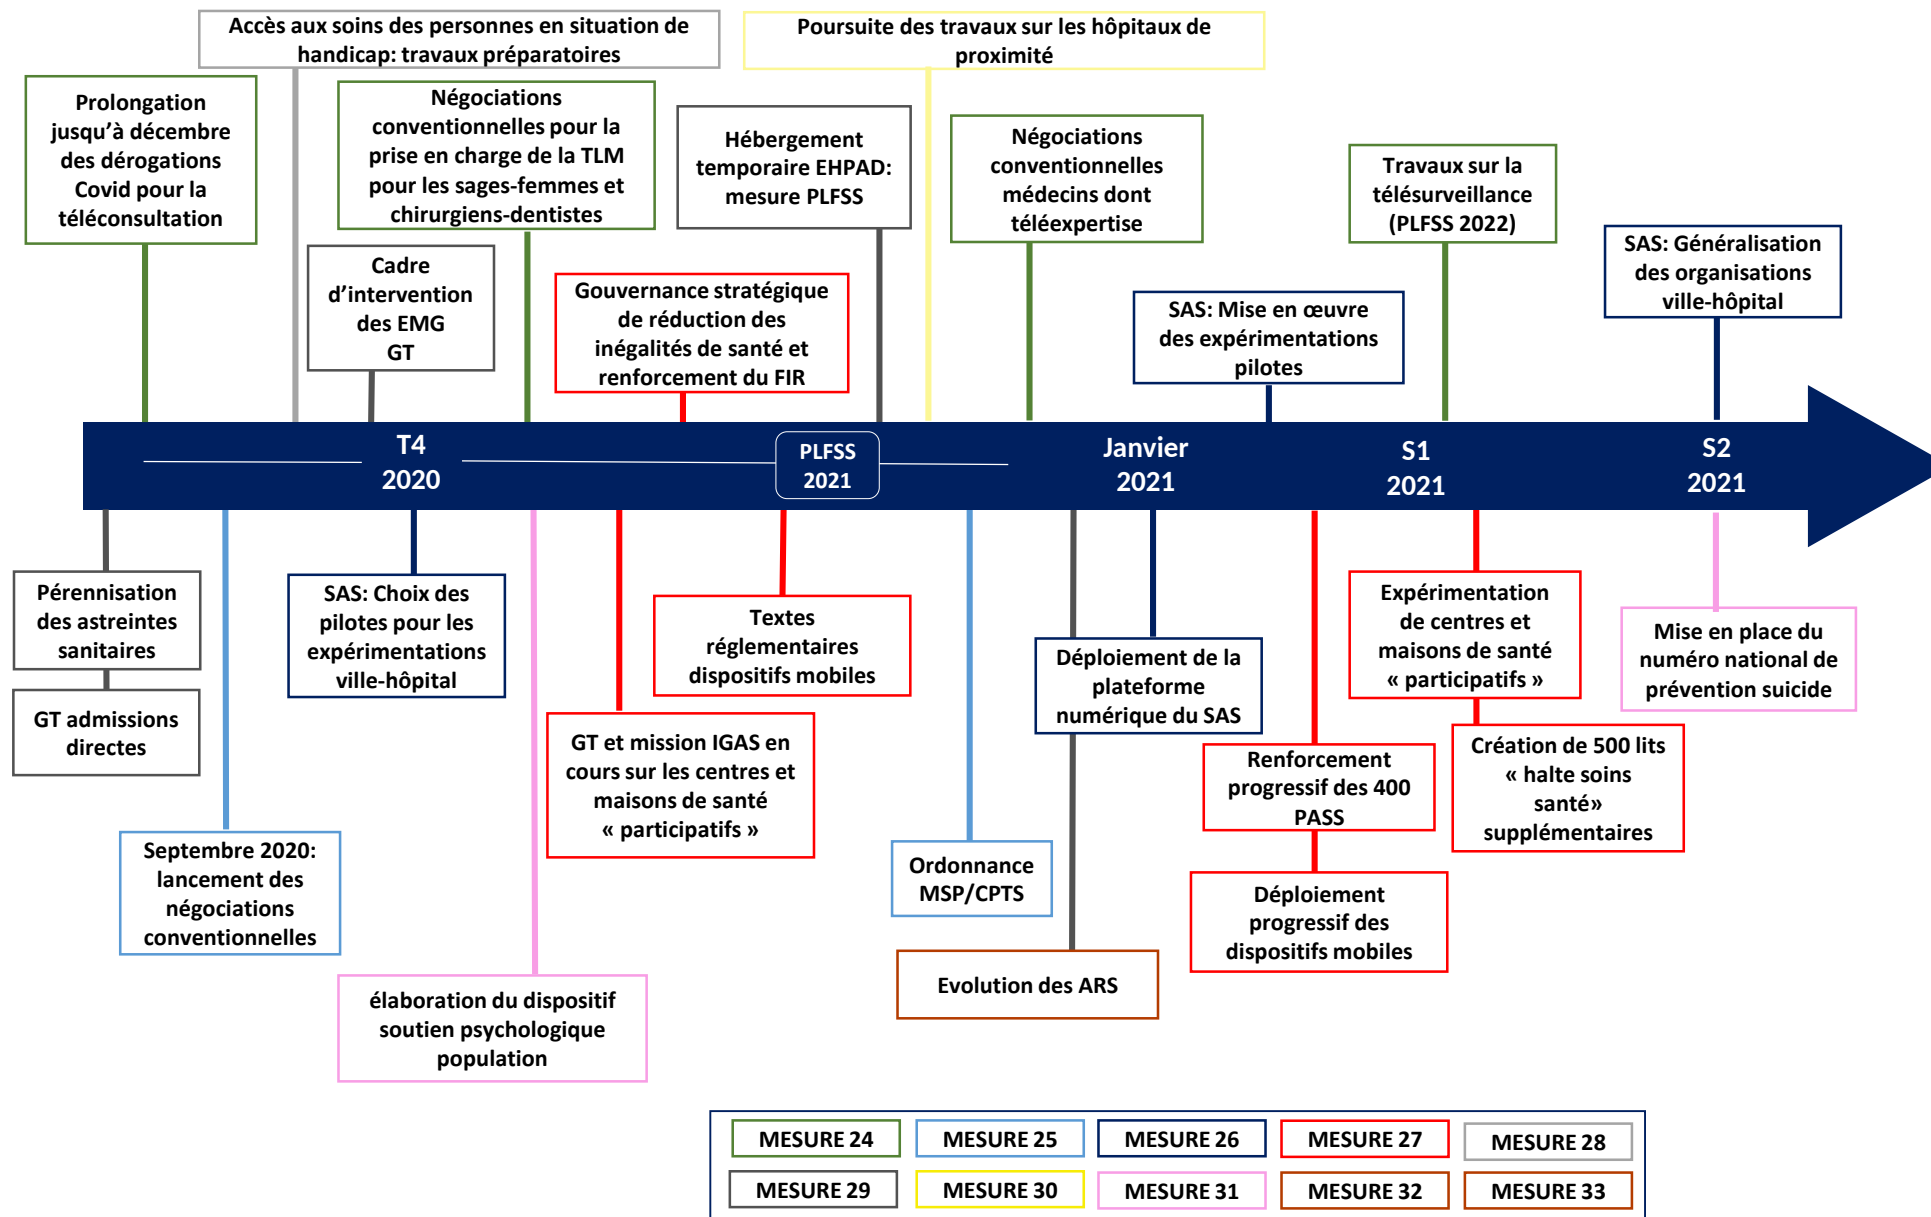 Accès aux soins des personnes en situation de
handicap: travaux préparatoires
Poursuite des travaux sur les hôpitaux de
proximité
Prolongation
jusqu'à décembre
des dérogations
Covid pour la
téléconsultation
Négociations
conventionnelles pour la
prise en charge de la TLM
pour les sages-femmes et
chirurgiens-dentistes
Hébergement
temporaire EHPAD:
mesure PLFSS
Négociations
conventionnelles
médecins dont
téléexpertise
Travaux sur la
télésurveillance
(PLFSS 2022)
SAS: Généralisation
des organisations
ville-hôpital
Cadre
d'intervention
des EMG
GT
Gouvernance stratégique
de réduction des
inégalités de santé et
renforcement du FIR
SAS: Mise en œuvre
des expérimentations
pilotes
T4
2020
PLFSS
2021
Janvier
2021
S1
2021
S2
2021
Pérennisation
des astreintes
sanitaires
GT admissions
directes
SAS: Choix des
pilotes pour les
expérimentations
ville-hôpital
Textes
réglementaires
dispositifs mobiles
Déploiement de la
plateforme
numérique du SAS
Expérimentation
de centres et
maisons de santé
« participatifs »
Mise en place du
numéro national de
prévention suicide
GT et mission IGAS en
cours sur les centres et
maisons de santé
« participatifs »
Renforcement
progressif des 400
PASS
Création de 500 lits
« halte soins
santé»
supplémentaires
Septembre 2020:
lancement des
négociations
conventionnelles
Ordonnance
MSP/CPTS
Déploiement
progressif des
dispositifs mobiles
Evolution des ARS
élaboration du dispositif
soutien psychologique
population
MESURE 24
MESURE 25
MESURE 26
MESURE 27
MESURE 28
MESURE 29
MESURE 30
MESURE 31
MESURE 32
MESURE 33